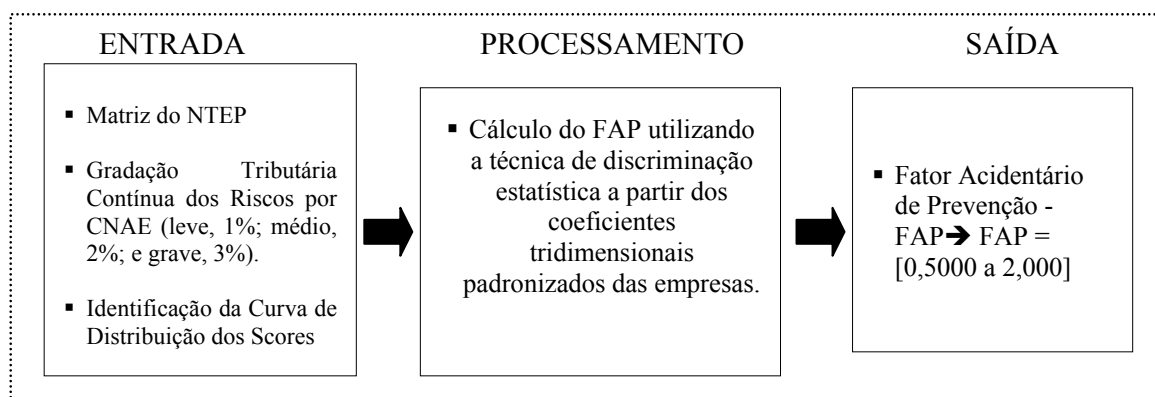 ENTRADA
▪ Matriz do NTEP
▪ Gradação Tributária
Contínua dos Riscos por
CNAE (leve, 1%; médio,
2%; e grave, 3%).
▪ Identificação da Curva de
Distribuição dos Scores
PROCESSAMENTO
▪ Cálculo do FAP utilizando
a técnica de discriminação
estatística a partir dos
coeficientes
tridimensionais
padronizados das empresas.
SAÍDA
▪ Fator Acidentário
de Prevenção -
FAP➔ FAP =
[0,5000 a 2,000]